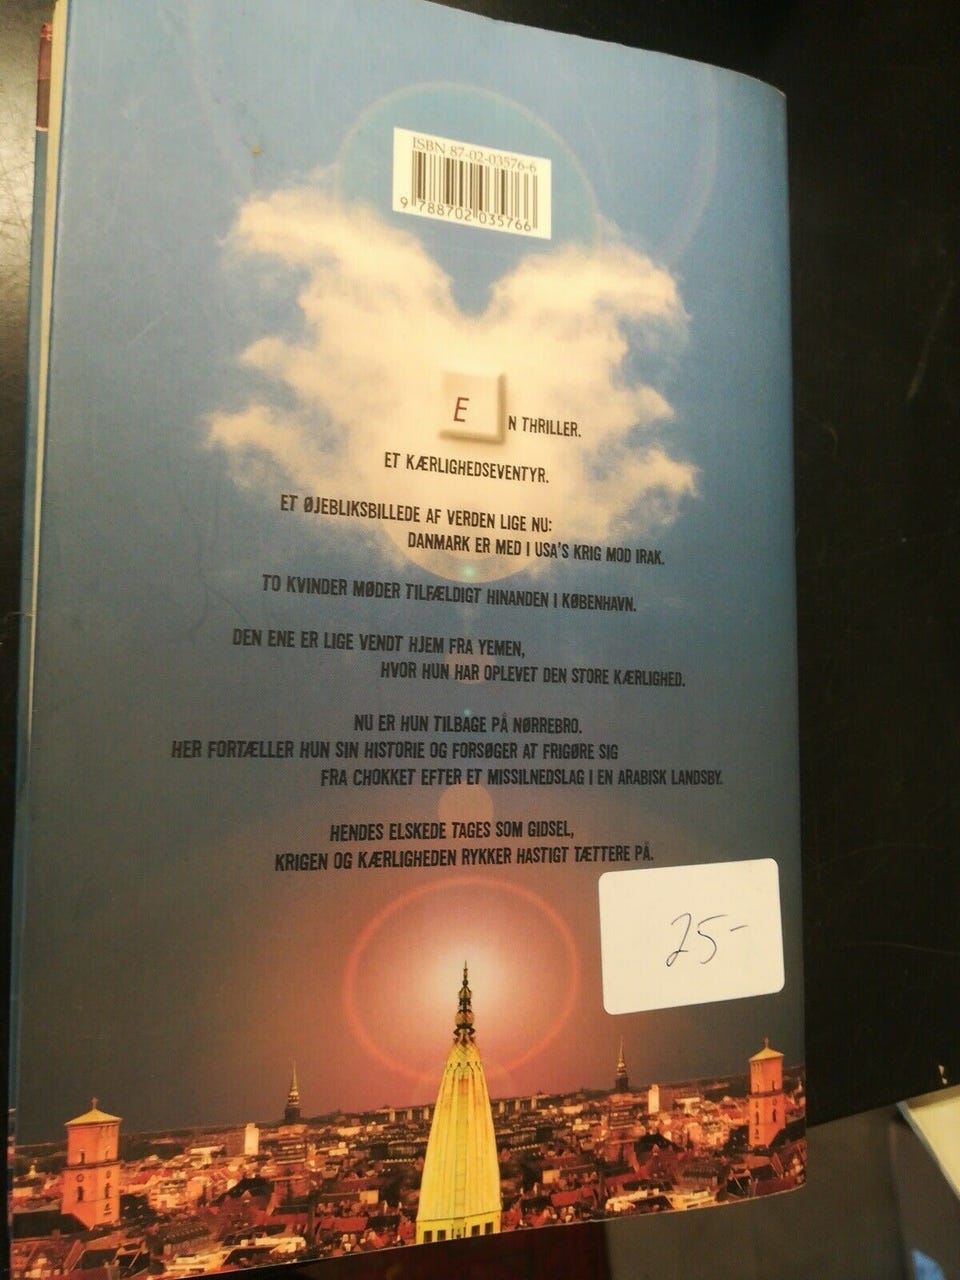 ISBN 87-02-03576-6
9 788702 035766
EN THRILLER.
ET KÆRLIGHEDSEVENTYR.
ET ØJEBLIKSBILLEDE AF VERDEN LIGE NU:
DANMARK ER MED I USA'S KRIG MOD IRAK.
TO KVINDER MØDER TILFÆLDIGT HINANDEN I KØBENHAVN.
DEN ENE ER LIGE VENDT HJEM FRA YEMEN,
HVOR HUN HAR OPLEVET DEN STORE KÆRLIGHED.
NU ER HUN TILBAGE PÅ NØRREBRO.
HER FORTÆLLER HUN SIN HISTORIE OG FORSØGER AT FRIGØRE SIG
FRA CHOKKET EFTER ET MISSILNEDSLAG I EN ARABISK LANDSBY.
HENDES ELSKEDE TAGES SOM GIDSEL,
KRIGEN OG KÆRLIGHEDEN RYKKER HASTIGT TÆTTERE PÅ.
25-